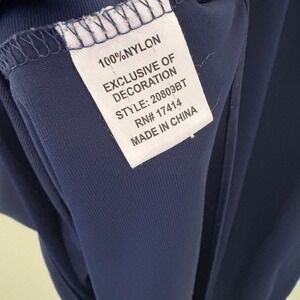 100%NYLON
EXCLUSIVE OF
DECORATION
STYLE: 20809BT
RN# 17414
MADE IN CHINA